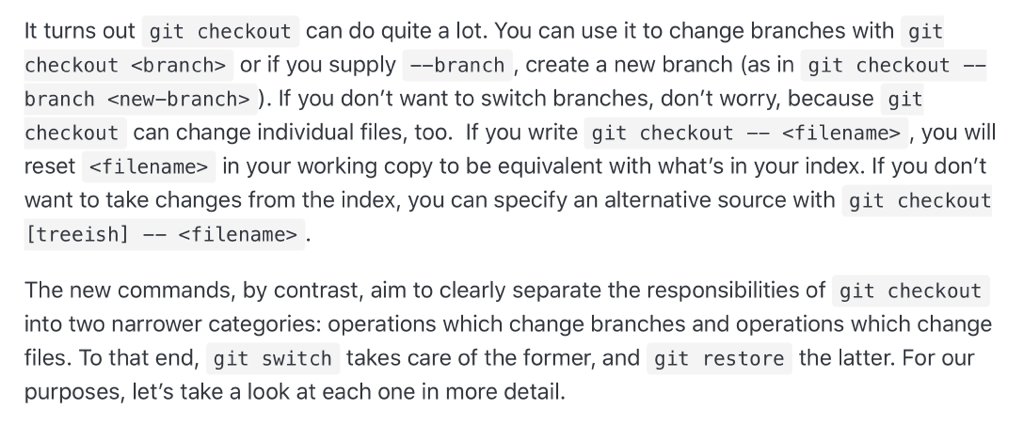 It turns out git checkout can do quite a lot. You can use it to change branches with git
checkout <branch> or if you supply --branch , create a new branch (as in git checkout --
branch <new-branch> ). If you don’t want to switch branches, don’t worry, because git
checkout can change individual files, too. If you write git checkout -- <filename> , you will
reset <filename> in your working copy to be equivalent with what’s in your index. If you don’t
want to take changes from the index, you can specify an alternative source with git checkout
[treeish] -- <filename> .
The new commands, by contrast, aim to clearly separate the responsibilities of git checkout
into two narrower categories: operations which change branches and operations which change
files. To that end, git switch takes care of the former, and git restore the latter. For our
purposes, let’s take a look at each one in more detail.